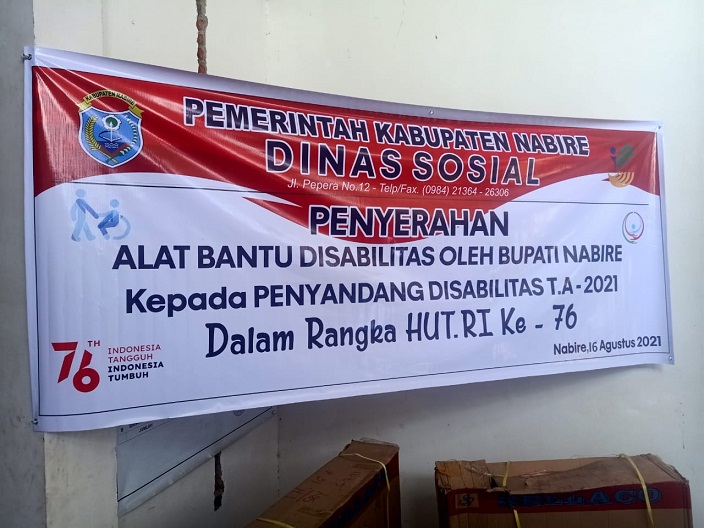 KABUPATEN NABIRE
PEMERINTAH KABUPATEN NABIRE
DINAS SOSIAL
Jl. Pepera No.12 - Telp/Fax. (0984) 21364 - 26306
PENYERAHAN
ALAT BANTU DISABILITAS OLEH BUPATI NABIRE
Kepada PENYANDANG DISABILITAS T.A - 2021
Dalam Rangka HUT.RI Ke - 76
Nabire,16 Agustus 2021
76TH
INDONESIA
TANGGUH
INDONESIA
TUMBUH